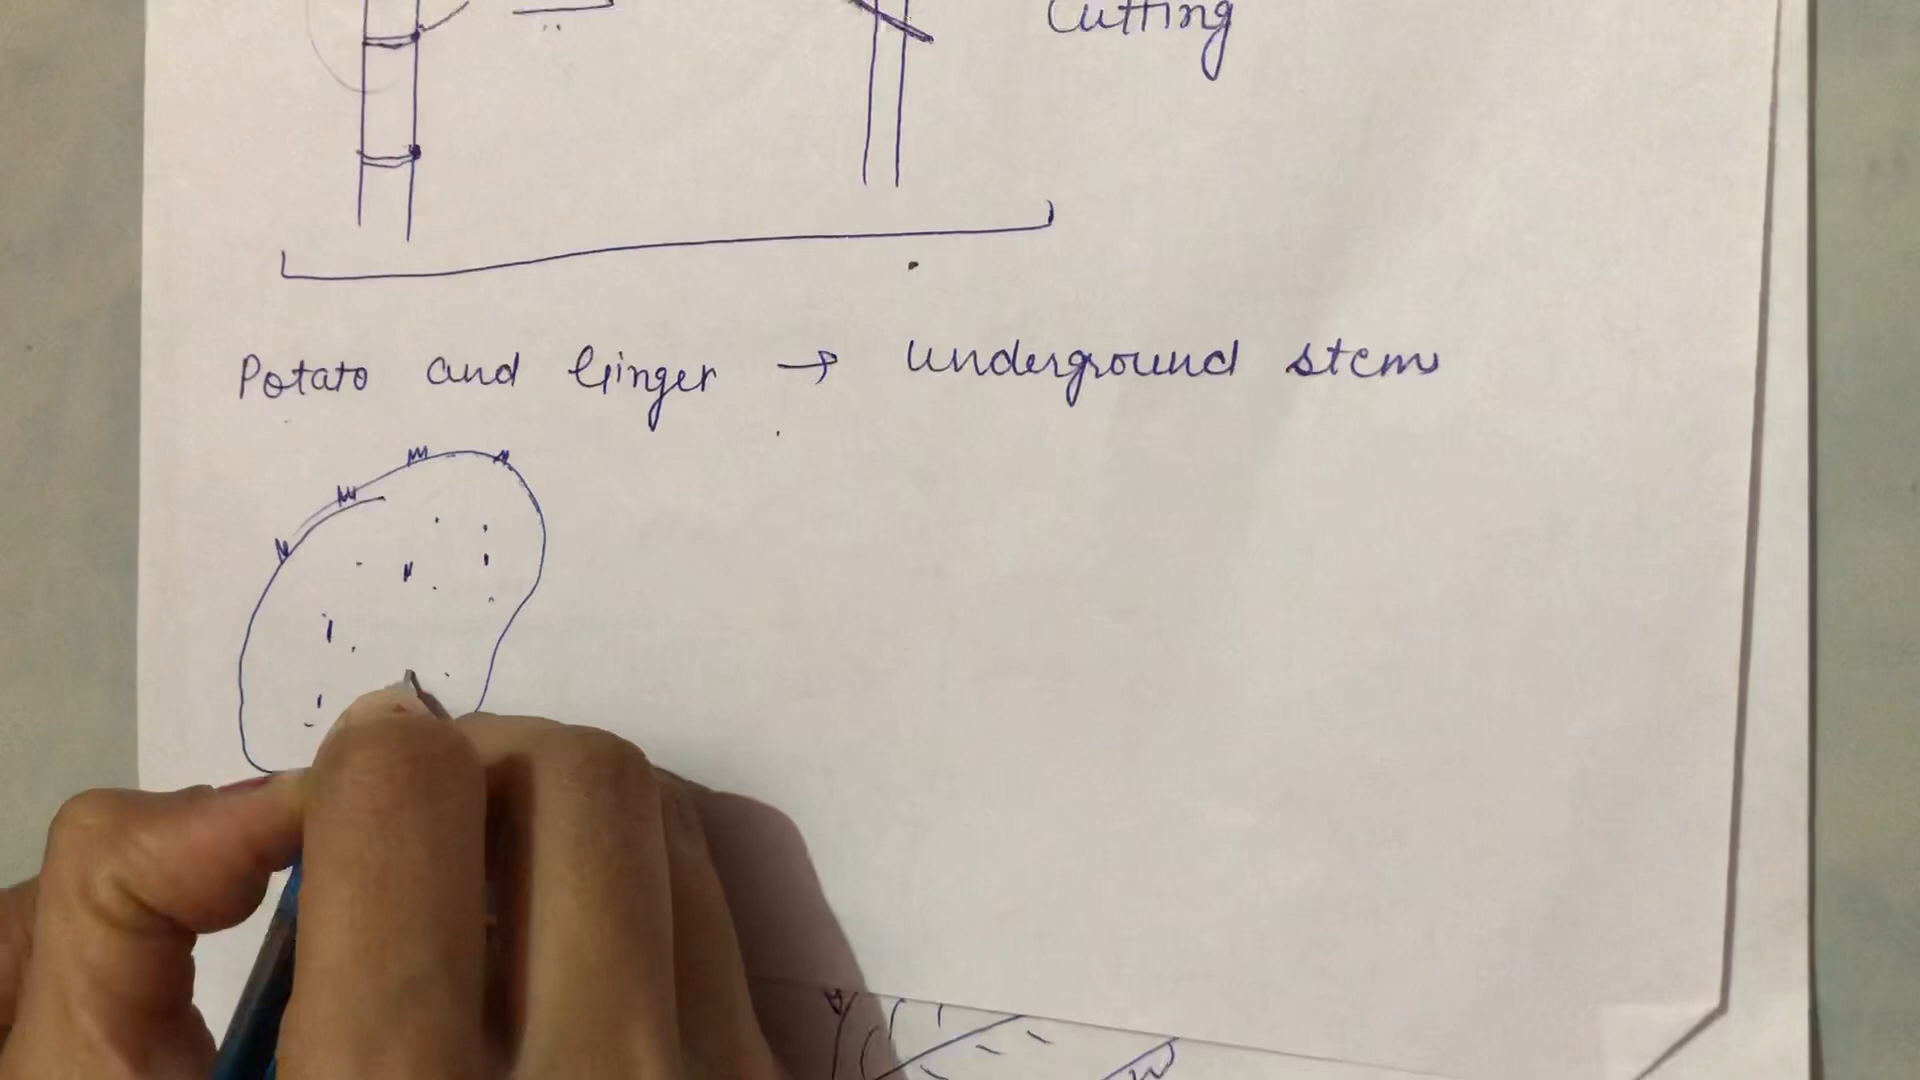 Cutting
Potato and Ginger → underground stem